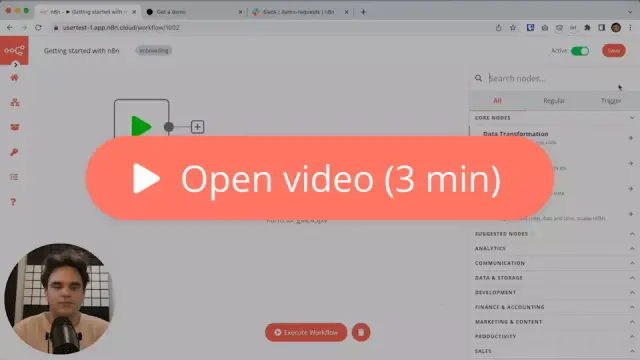 n8n - ▶ Getting started with n8n
Get a demo
Slack | demo-requests | n8n
usertest-1.app.n8n.cloud/workflow/1002
Getting started with n8n
onboarding
Active:
Save
Search nodes...
All
Regular
Trigger
CORE NODES
Data Transformation
Open video (3 min)
SUGGESTED NODES
ANALYTICS
COMMUNICATION
DATA & STORAGE
DEVELOPMENT
FINANCE & ACCOUNTING
MARKETING & CONTENT
PRODUCTIVITY
SALES
Execute Workflow